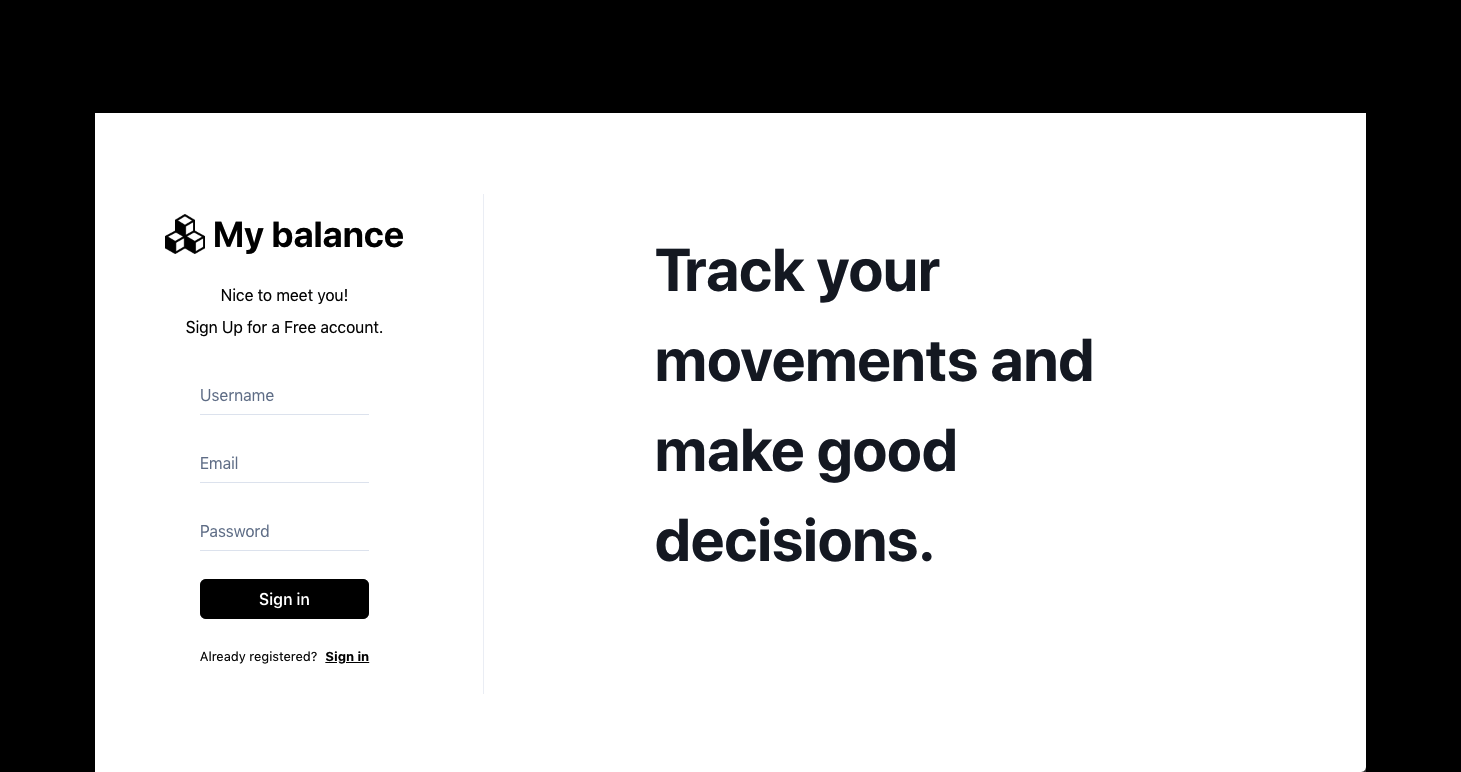 My balance
Nice to meet you!
Sign Up for a Free account.
Username
Email
Password
Sign in
Already registered? Sign in
Track your
movements and
make good
decisions.